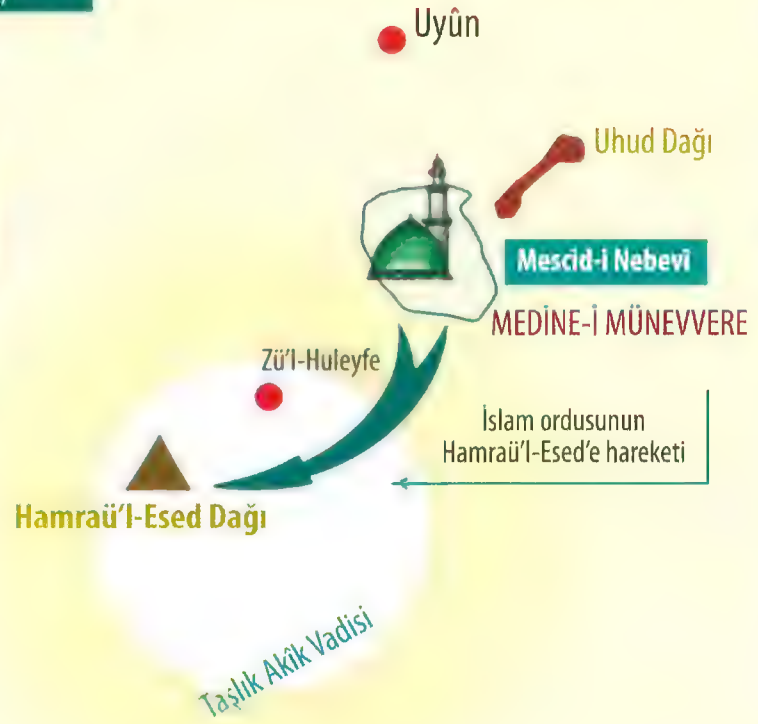 Uyûn
Uhud Dağı
Mescid-i Nebevî
MEDİNE-İ MÜNEVVERE
Zü'l-Huleyfe
İslam ordusunun
Hamraü'l-Esed'e hareketi
Hamraü'l-Esed Dağı
Taşlık Akîk Vadisi